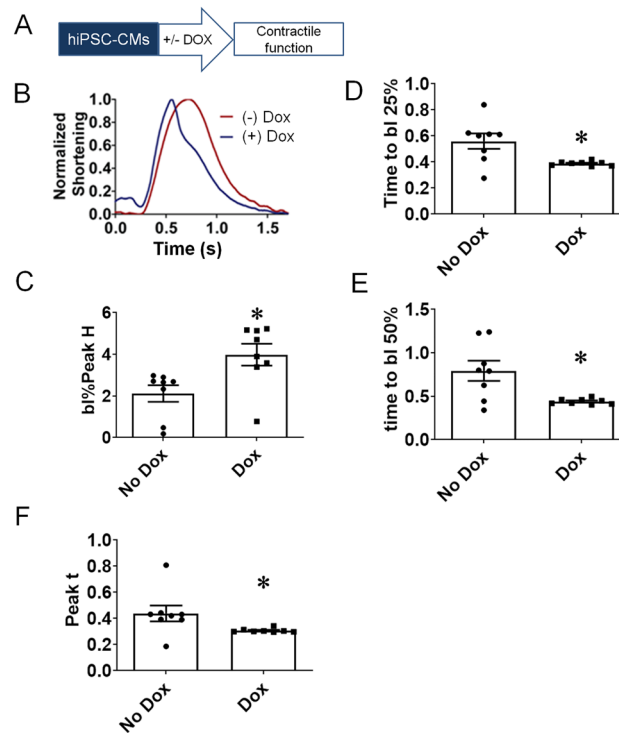 A
hiPSC-CMs
+/- DOX
Contractile
function
B
Normalized
Shortening
1.0
0.8
0.6
0.4
0.2
0.0
(-) Dox
(+) Dox
0.0 0.5 1.0 1.5
Time (s)
C
bl%Peak H
6
4
2
0
*
No Dox
Dox
D
Time to bl 25%
1.0
0.8
0.6
0.4
0.2
0.0
*
No Dox
Dox
E
time to bl 50%
1.5
1.0
0.5
0.0
*
No Dox
Dox
F
Peak t
1.0
0.8
0.6
0.4
0.2
0.0
*
No Dox
Dox